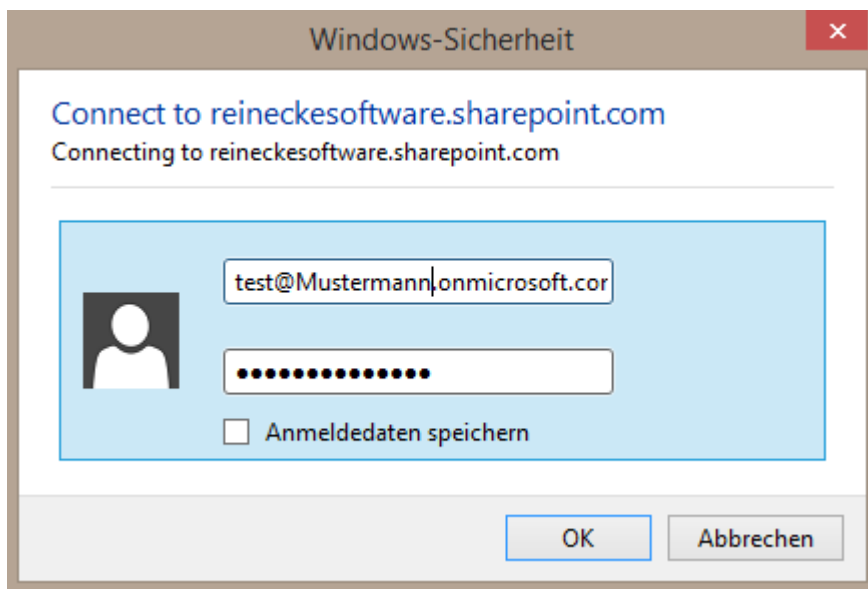 Windows-Sicherheit
Connect to reineckesoftware.sharepoint.com
Connecting to reineckesoftware.sharepoint.com
test@Mustermann.onmicrosoft.cor
••••••••••••••
Anmeldedaten speichern
OK Abbrechen